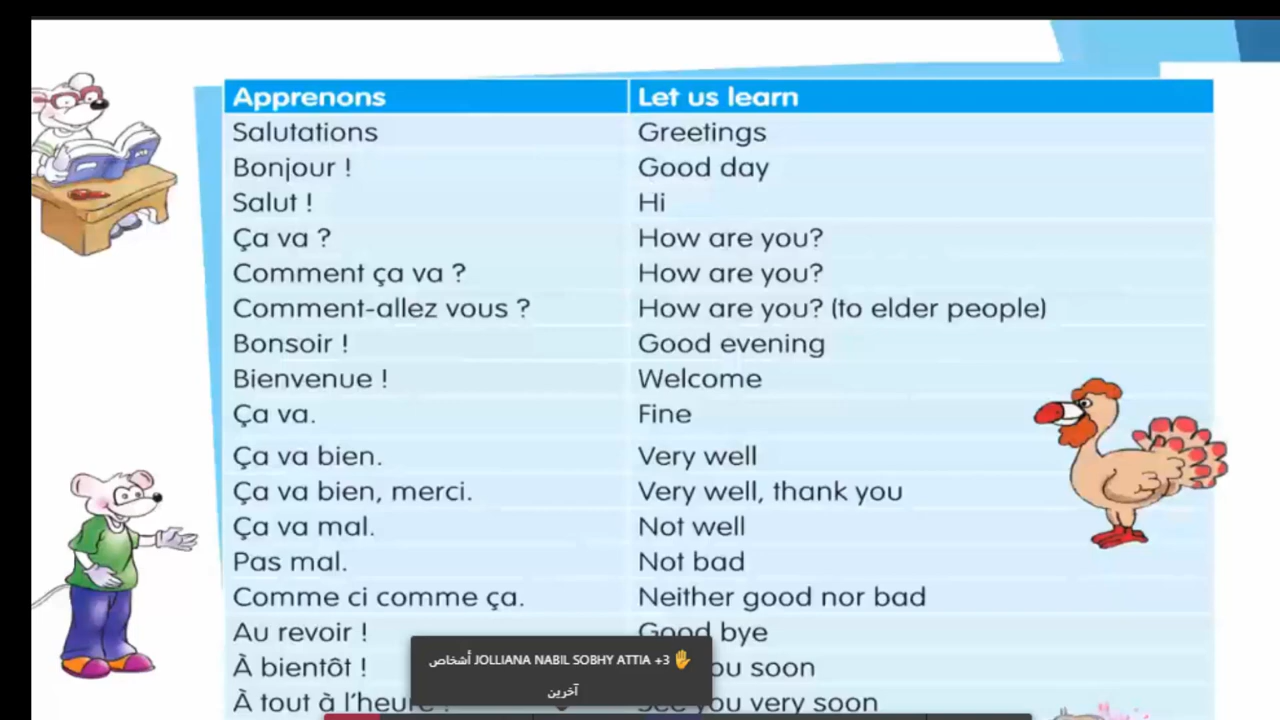 Apprenons Let us learn
Salutations Greetings
Bonjour ! Good day
Salut ! Hi
Ça va ? How are you?
Comment ça va ? How are you?
Comment-allez vous ? How are you? (to elder people)
Bonsoir ! Good evening
Bienvenue ! Welcome
Ça va. Fine
Ça va bien. Very well
Ça va bien, merci. Very well, thank you
Ça va mal. Not well
Pas mal. Not bad
Comme ci comme ça. Neither good nor bad
Au revoir ! Good bye
À bientôt ! you soon
À tout à l'heure ! See you very soon
✋ JOLLIANA NABIL SOBHY ATTIA +3 أشخاص
آخرين